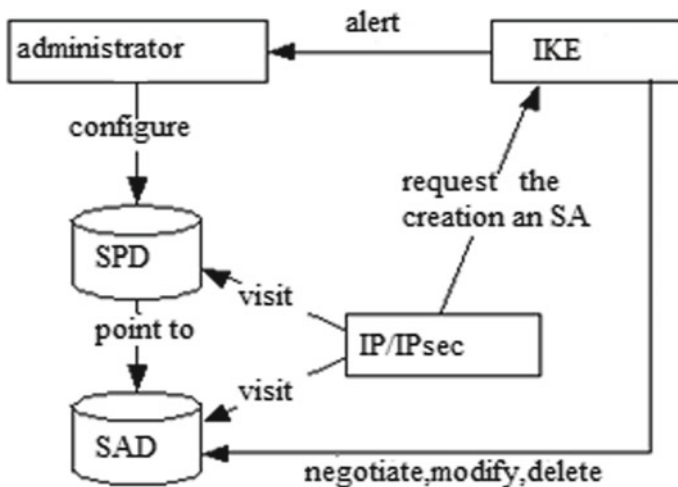 alert
administrator
IKE
configure
request the
creation an SA
SPD
visit
point to
IP/IPsec
visit
SAD
negotiate,modify,delete